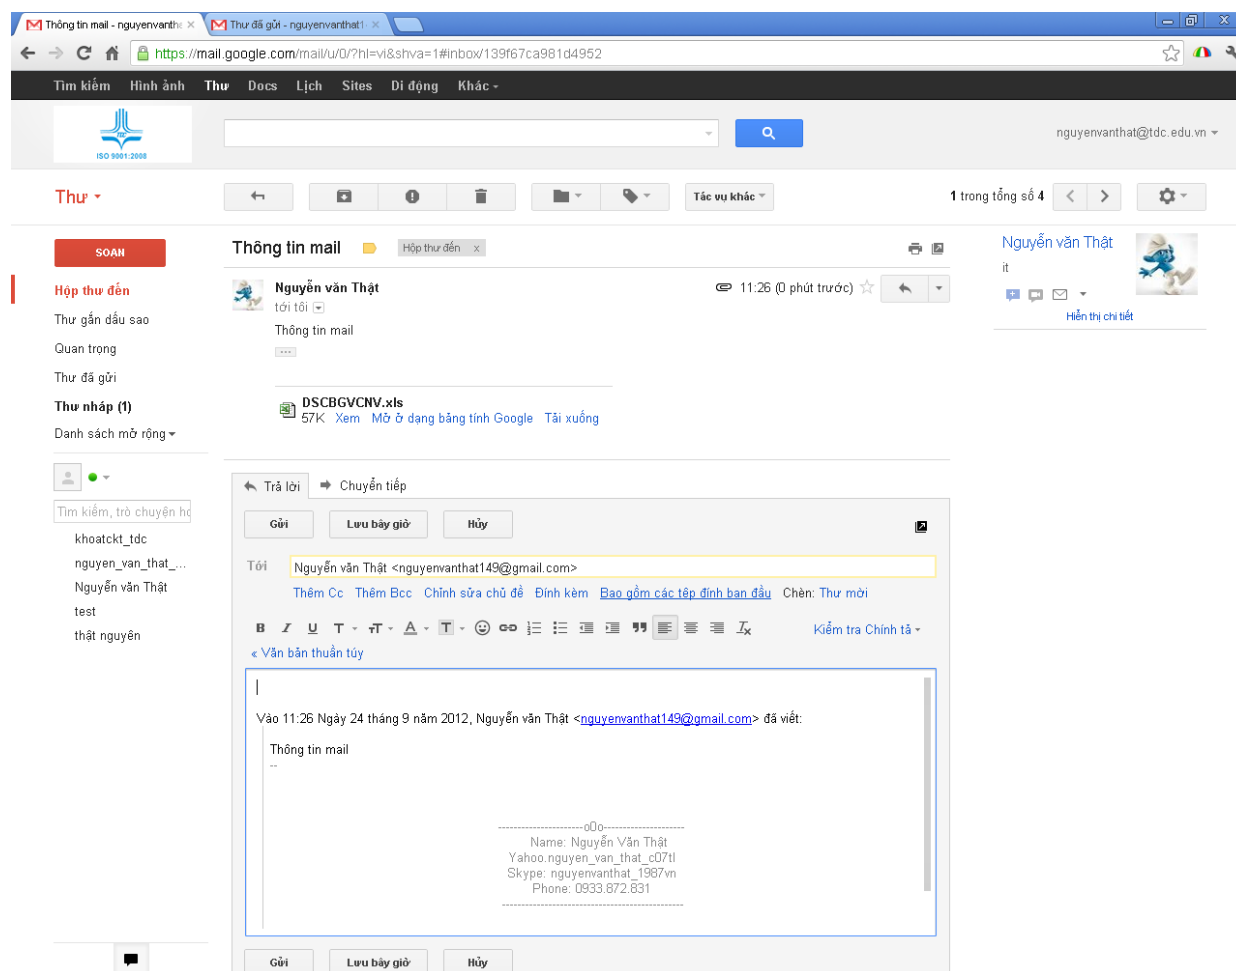 Thông tin mail - nguyenvantha
Thư đã gửi - nguyenvanthat1
https://mail.google.com/mail/u/0/?hl=vi&shva=1#inbox/139f67ca981d4952
Tìm kiếm Hình ảnh Thư Docs Lịch Sites Di động Khác
TDC
ISO 9001:2008
nguyenvanthat@tdc.edu.vn
Thư
Tác vụ khác
1 trong tổng số 4
SOẠN
Thông tin mail
Hộp thư đến x
Nguyễn văn Thật
it
Hiển thị chi tiết
Hộp thư đến
Thư gắn dấu sao
Quan trọng
Thư đã gửi
Thư nháp (1)
Danh sách mở rộng
Nguyễn văn Thật
11:26 (0 phút trước)
tới tôi
Thông tin mail
DSCBGVCNV.xls
57K Xem Mở ở dạng bảng tính Google Tải xuống
Tìm kiếm, trò chuyện ho
khoatckt_tdc
nguyen_van_that_...
Nguyễn văn Thật
test
thật nguyên
Trả lời Chuyển tiếp
Gửi Lưu bây giờ Hủy
Tới Nguyễn văn Thật <nguyenvanthat149@gmail.com>
Thêm Cc Thêm Bcc Chỉnh sửa chủ đề Đính kèm Bao gồm các tệp đính ban đầu Chèn: Thư mời
B I U T T A T Kiểm tra Chính tả
« Văn bản thuần túy
Vào 11:26 Ngày 24 tháng 9 năm 2012, Nguyễn văn Thật <nguyenvanthat149@gmail.com> đã viết:
Thông tin mail
--
----------------------o0o---------------------
Name: Nguyễn Văn Thật
Yahoo.nguyen_van_that_c07tl
Skype: nguyenvanthat_1987vn
Phone: 0933.872.831
-----------------------------------------------
Gửi Lưu bây giờ Hủy